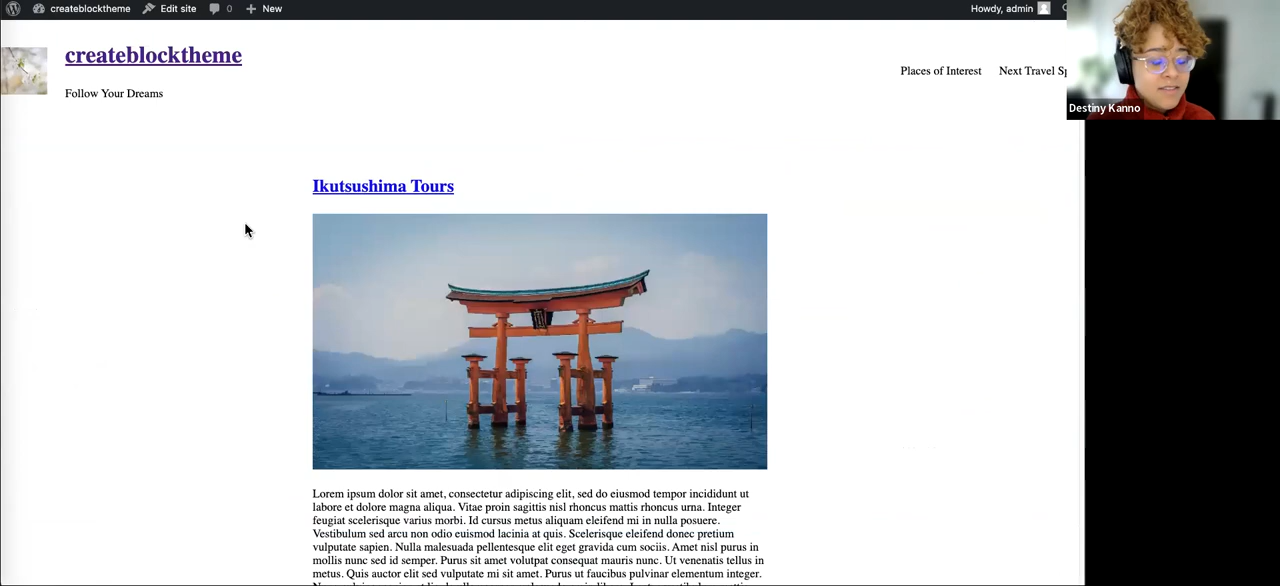 createblocktheme Edit site 0 New Howdy, admin
createblocktheme
Follow Your Dreams
Places of Interest Next Travel Sp
Destiny Kanno
Ikutsushima Tours
Lorem ipsum dolor sit amet, consectetur adipiscing elit, sed do eiusmod tempor incididunt ut
labore et dolore magna aliqua. Vitae proin sagittis nisl rhoncus mattis rhoncus urna. Integer
feugiat scelerisque varius morbi. Id cursus metus aliquam eleifend mi in nulla posuere.
Vestibulum sed arcu non odio euismod lacinia at quis. Scelerisque eleifend donec pretium
vulputate sapien. Nulla malesuada pellentesque elit eget gravida cum sociis. Amet nisl purus in
mollis nunc sed id semper. Purus sit amet volutpat consequat mauris nunc. Ut venenatis tellus in
metus. Quis auctor elit sed vulputate mi sit amet. Purus ut faucibus pulvinar elementum integer.